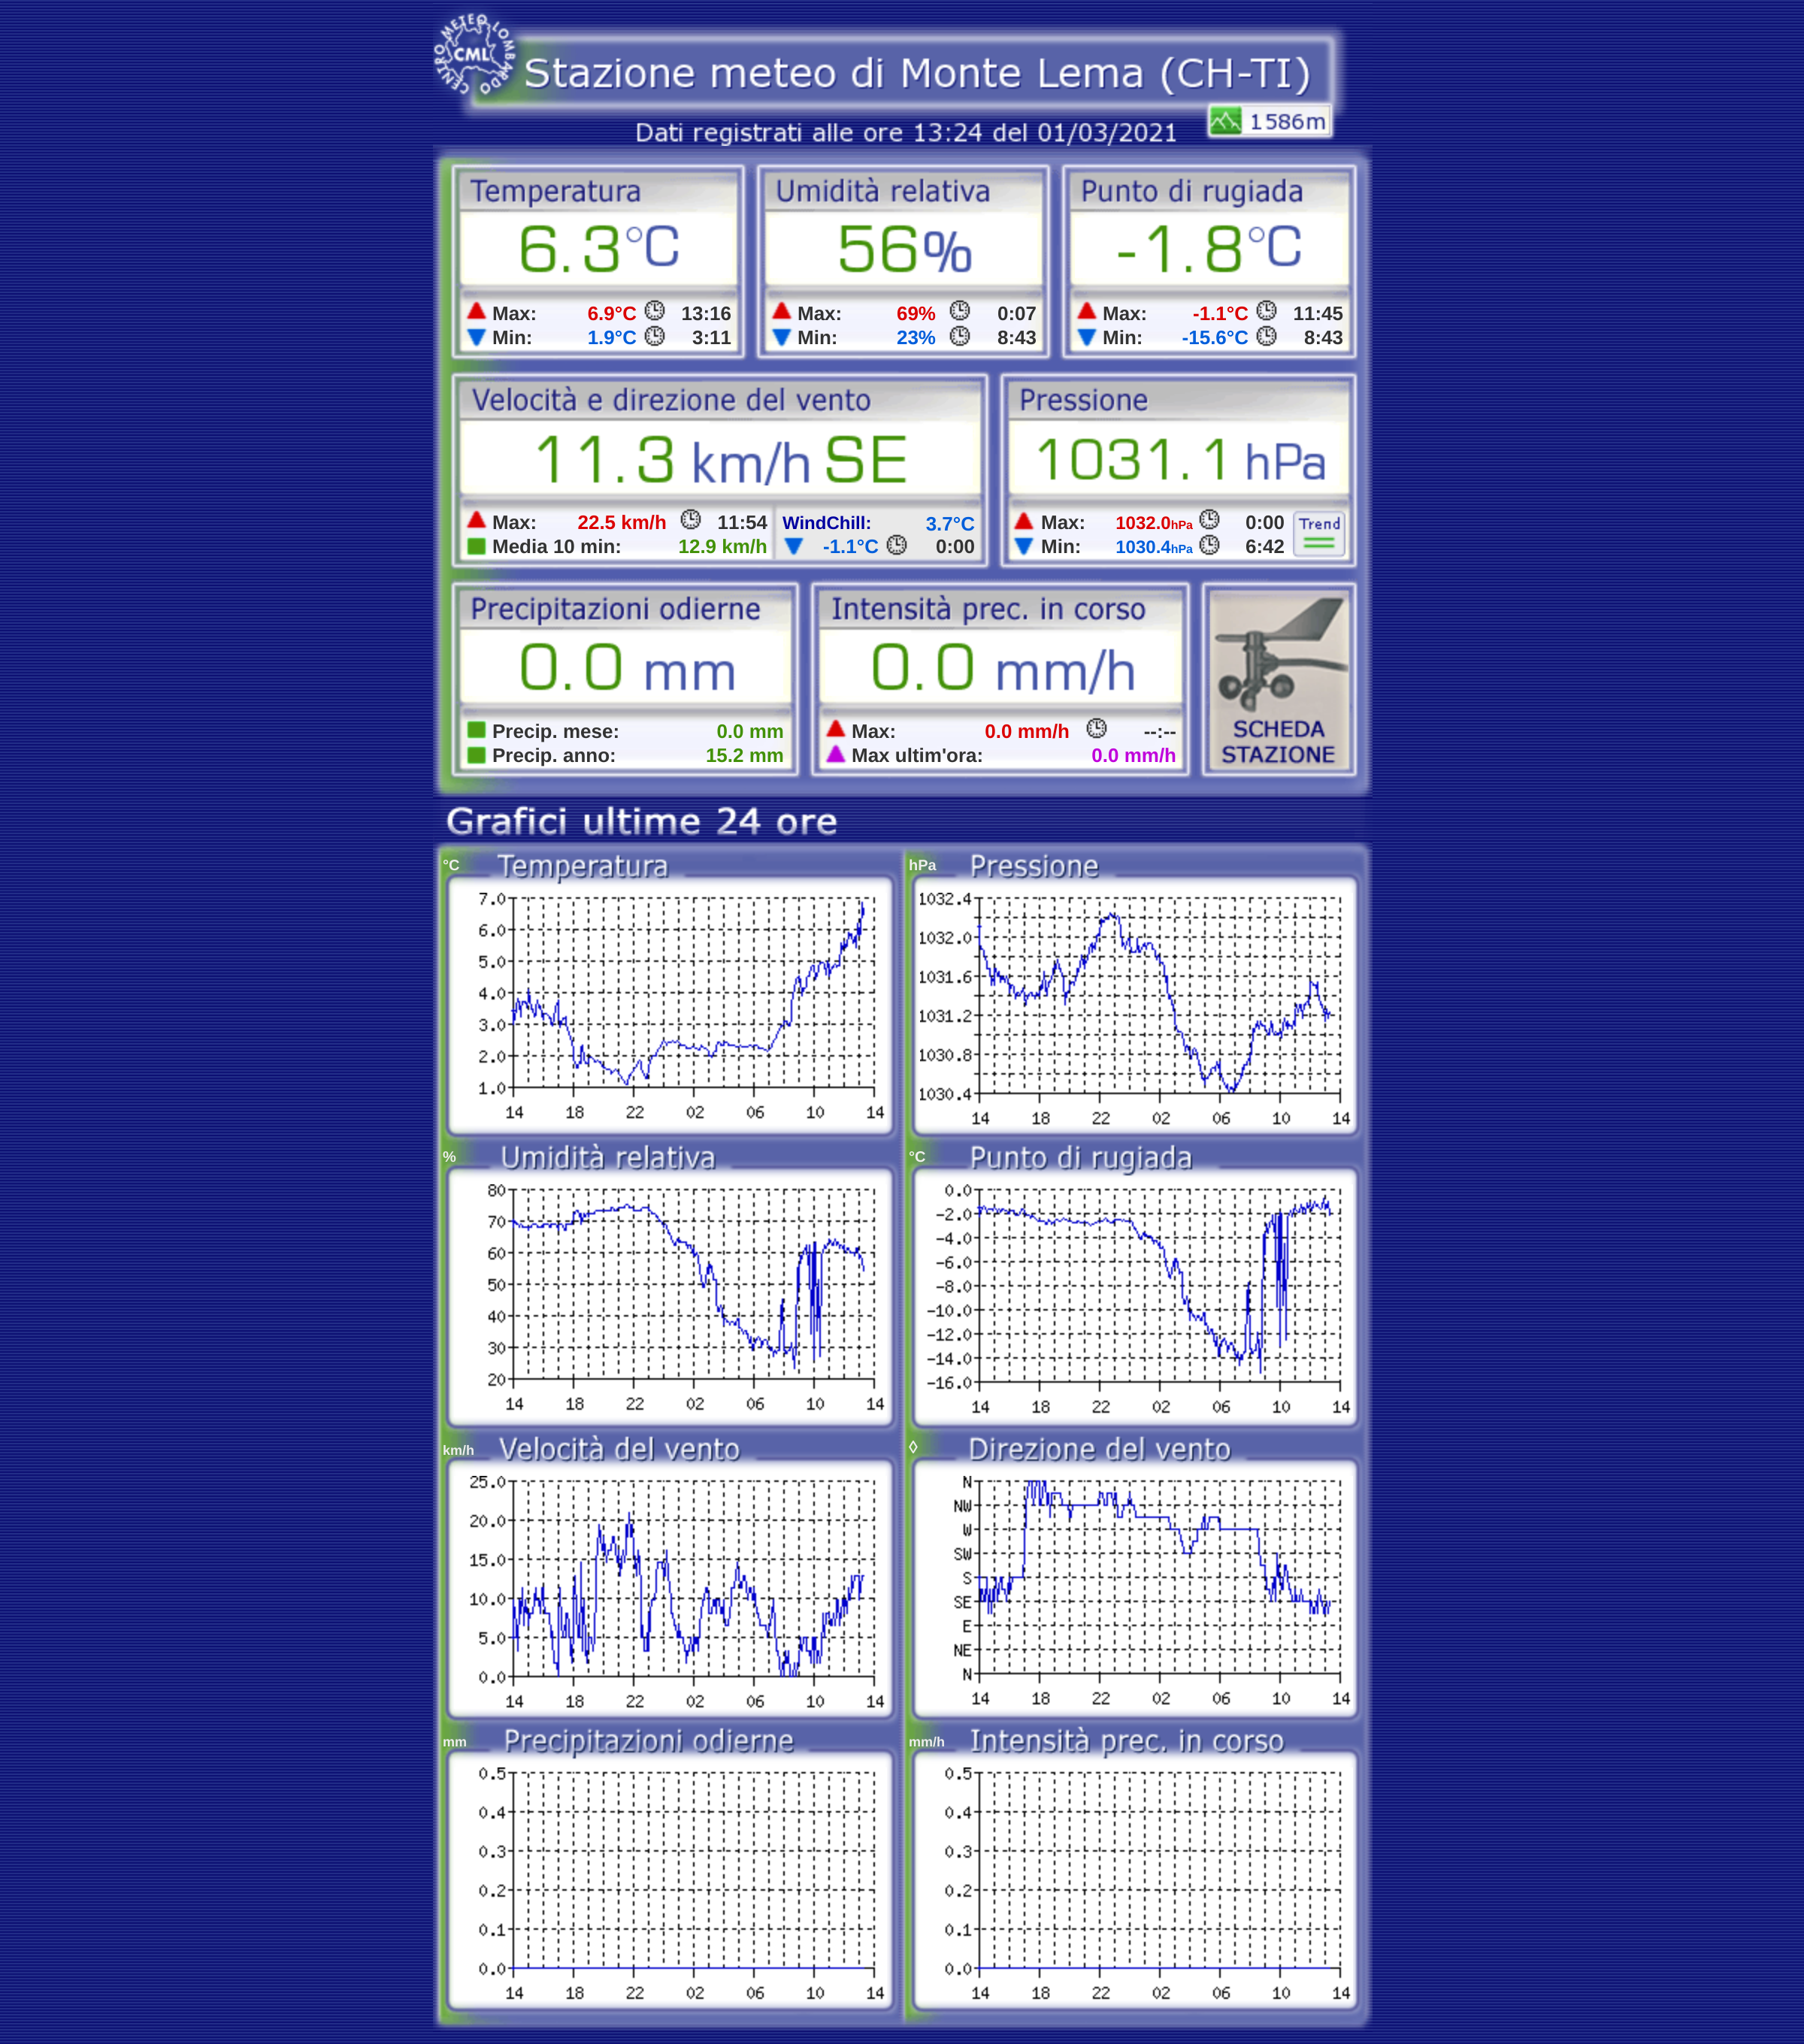 CENTRO METEO LOMBARDO
CML
Stazione meteo di Monte Lema (CH-TI)
1586m
Dati registrati alle ore 13:24 del 01/03/2021
Temperatura Umidità relativa Punto di rugiada
6.3°C 56% -1.8°C
Max: 6.9°C 13:16 Max: 69% 0:07 Max: -1.1°C 11:45
Min: 1.9°C 3:11 Min: 23% 8:43 Min: -15.6°C 8:43
Velocità e direzione del vento Pressione
11.3 km/h SE 1031.1 hPa
Max: 22.5 km/h 11:54 WindChill: 3.7°C Max: 1032.0hPa 0:00 Trend
Media 10 min: 12.9 km/h -1.1°C 0:00 Min: 1030.4hPa 6:42
Precipitazioni odierne Intensità prec. in corso
0.0 mm 0.0 mm/h
Precip. mese: 0.0 mm Max: 0.0 mm/h --:-- SCHEDA
Precip. anno: 15.2 mm Max ultim'ora: 0.0 mm/h STAZIONE
Grafici ultime 24 ore
°C Temperatura
7.0
6.0
5.0
4.0
3.0
2.0
1.0
14 18 22 02 06 10 14
hPa Pressione
1032.4
1032.0
1031.6
1031.2
1030.8
1030.4
14 18 22 02 06 10 14
% Umidità relativa
80
70
60
50
40
30
20
14 18 22 02 06 10 14
°C Punto di rugiada
0.0
-2.0
-4.0
-6.0
-8.0
-10.0
-12.0
-14.0
-16.0
14 18 22 02 06 10 14
km/h Velocità del vento
25.0
20.0
15.0
10.0
5.0
0.0
14 18 22 02 06 10 14
◊ Direzione del vento
N
NW
W
SW
S
SE
E
NE
N
14 18 22 02 06 10 14
mm Precipitazioni odierne
0.5
0.4
0.3
0.2
0.1
0.0
14 18 22 02 06 10 14
mm/h Intensità prec. in corso
0.5
0.4
0.3
0.2
0.1
0.0
14 18 22 02 06 10 14